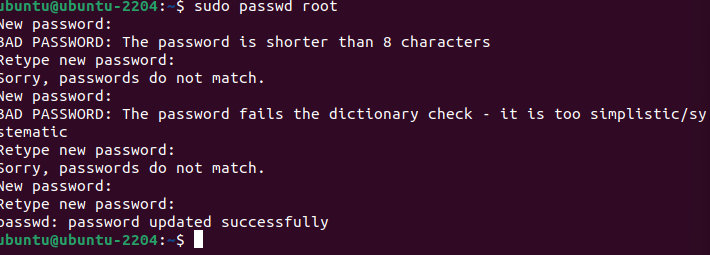 ubuntu@ubuntu-2204:~$ sudo passwd root
New password:
BAD PASSWORD: The password is shorter than 8 characters
Retype new password:
Sorry, passwords do not match.
New password:
BAD PASSWORD: The password fails the dictionary check - it is too simplistic/sy
stematic
Retype new password:
Sorry, passwords do not match.
New password:
Retype new password:
passwd: password updated successfully
ubuntu@ubuntu-2204:~$